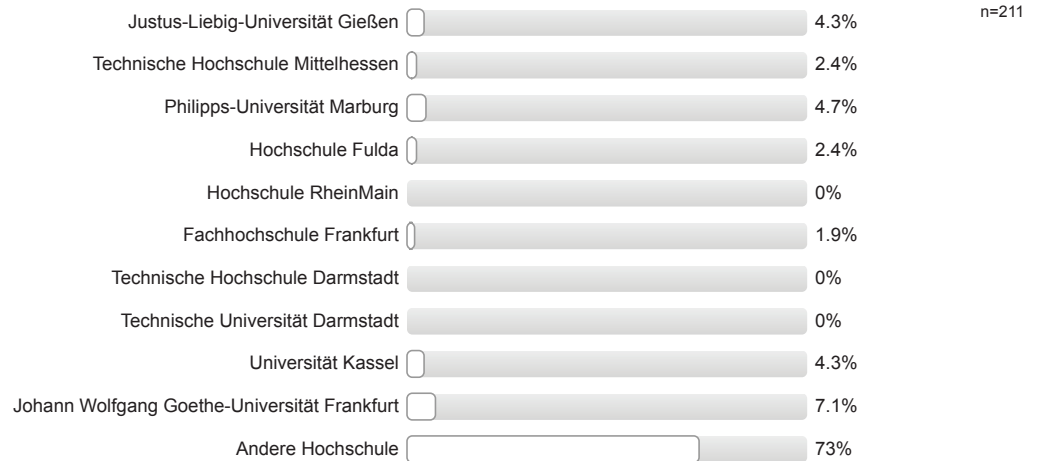 Justus-Liebig-Universität Gießen 4.3% n=211
Technische Hochschule Mittelhessen 2.4%
Philipps-Universität Marburg 4.7%
Hochschule Fulda 2.4%
Hochschule RheinMain 0%
Fachhochschule Frankfurt 1.9%
Technische Hochschule Darmstadt 0%
Technische Universität Darmstadt 0%
Universität Kassel 4.3%
Johann Wolfgang Goethe-Universität Frankfurt 7.1%
Andere Hochschule 73%